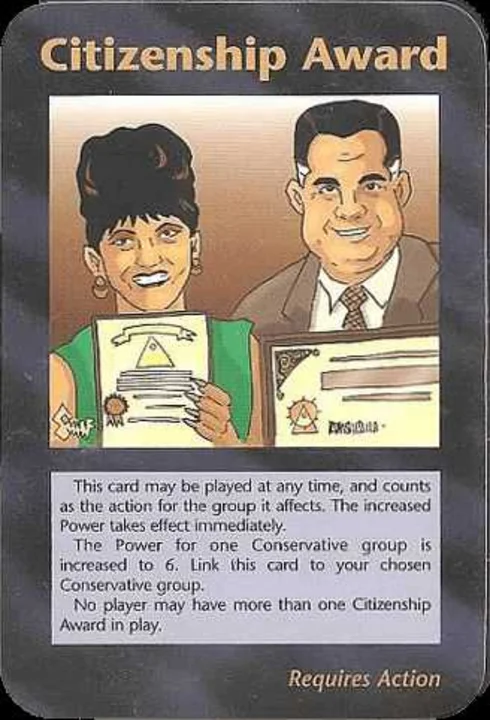 Citizenship Award
This card may be played at any time, and counts
as the action for the group it affects. The increased
Power takes effect immediately.
The Power for one Conservative group is
increased to 6. Link this card to your chosen
Conservative group.
No player may have more than one Citizenship
Award in play.
Requires Action